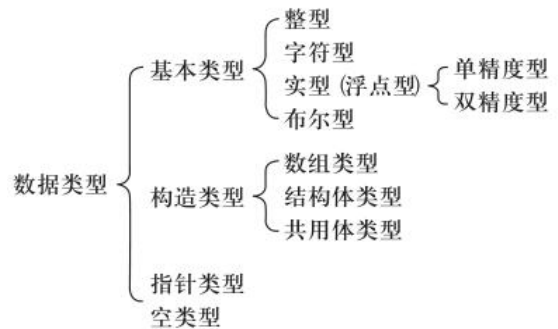 数据类型
基本类型
整型
字符型
实型(浮点型)
单精度型
双精度型
布尔型
构造类型
数组类型
结构体类型
共用体类型
指针类型
空类型